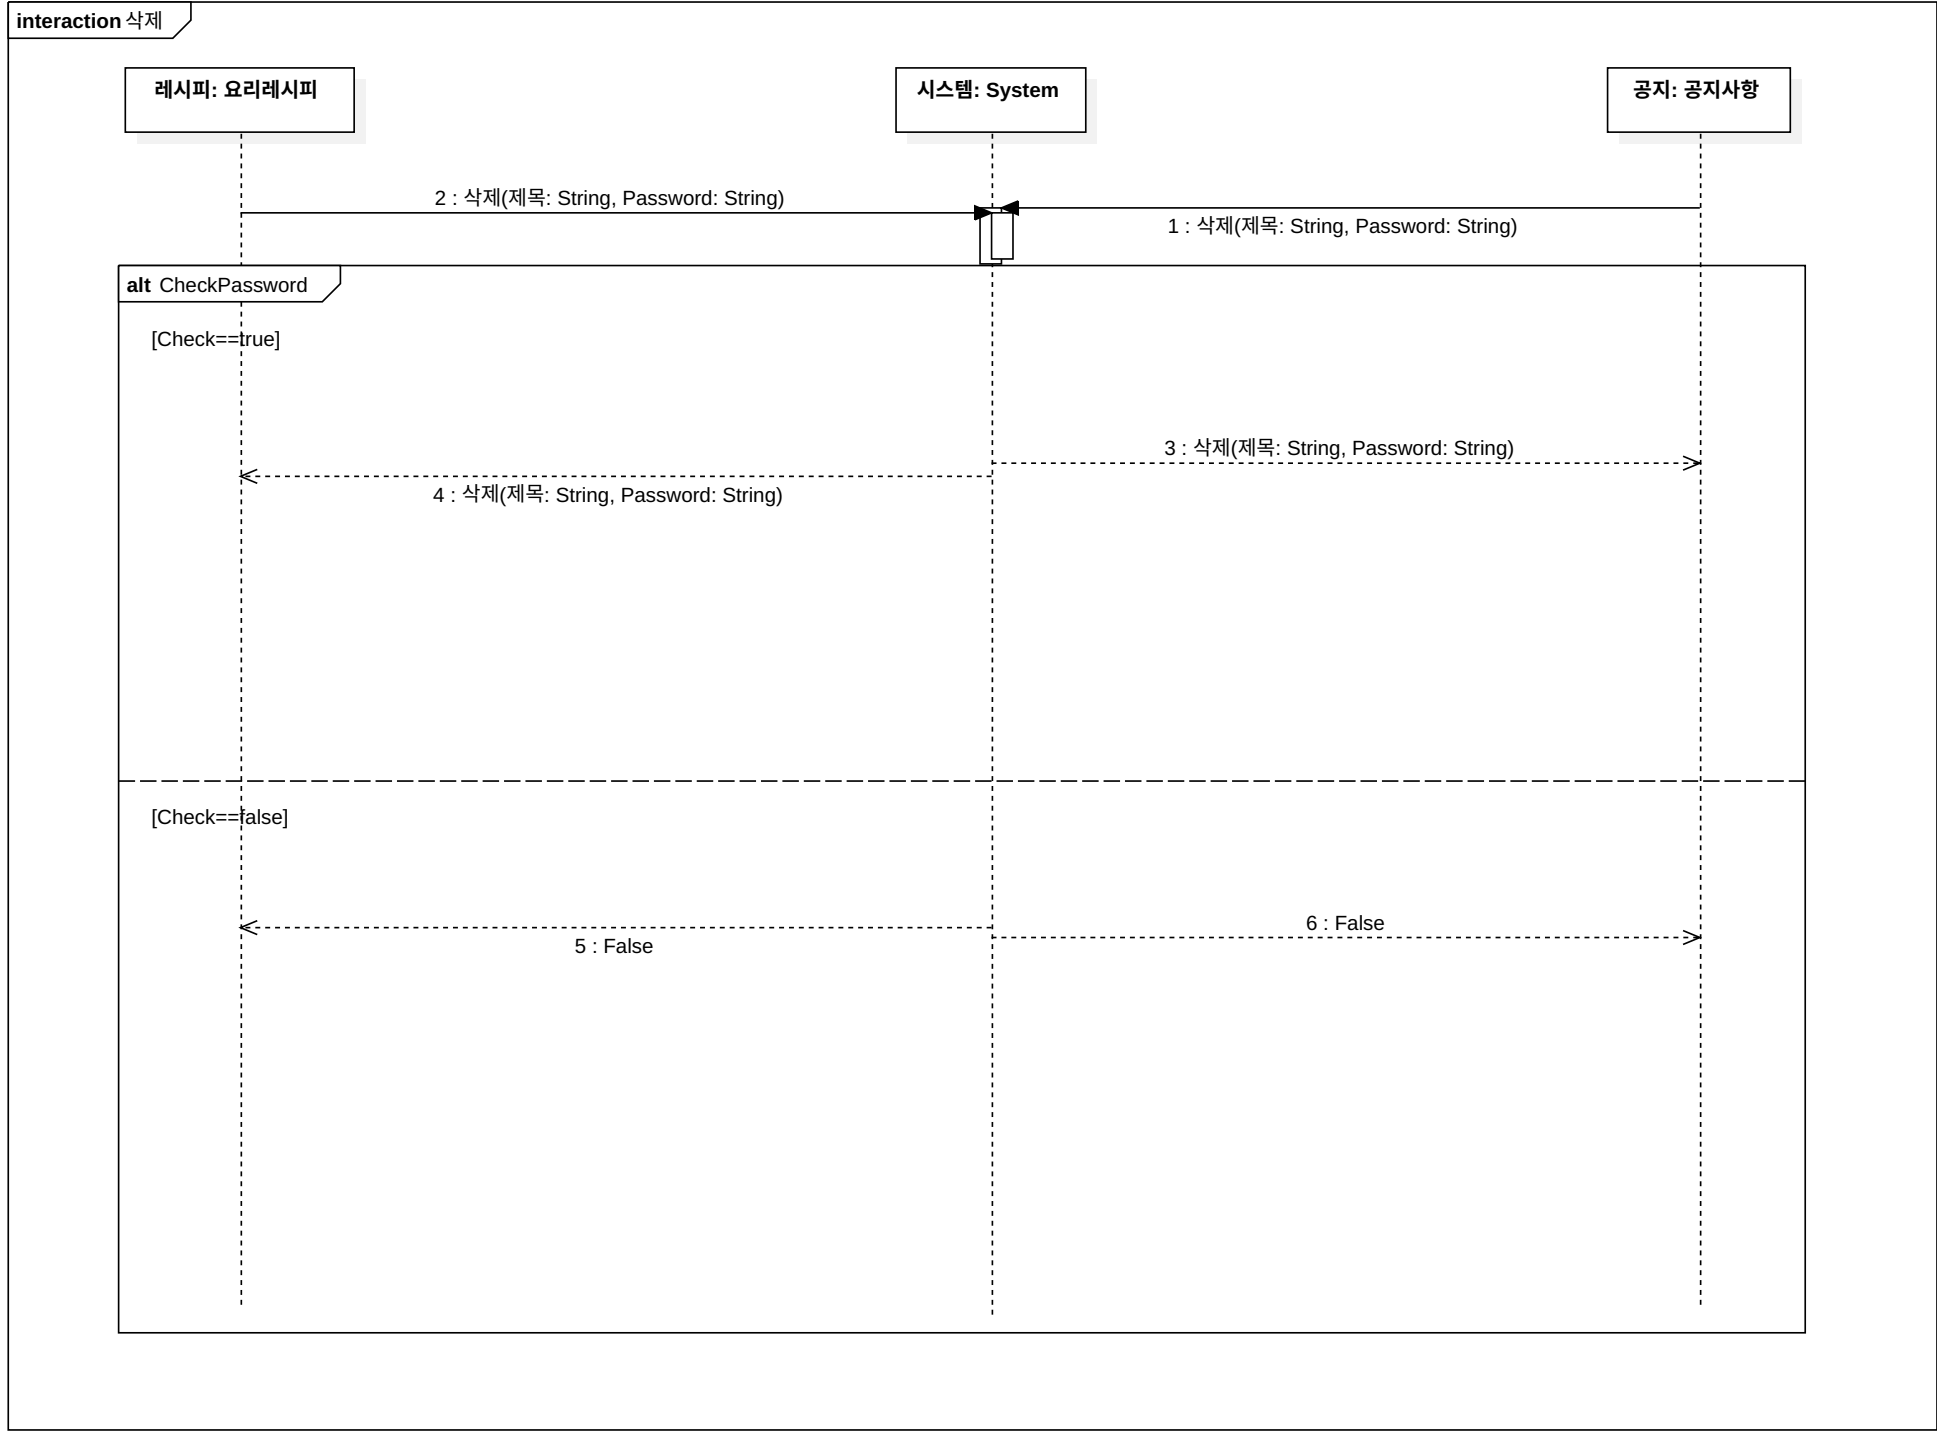 interaction 삭제
레시피: 요리레시피
시스템: System
공지: 공지사항
2 : 삭제(제목: String, Password: String)
1 : 삭제(제목: String, Password: String)
alt CheckPassword
[Check==true]
3 : 삭제(제목: String, Password: String)
4 : 삭제(제목: String, Password: String)
[Check==false]
6 : False
5 : False